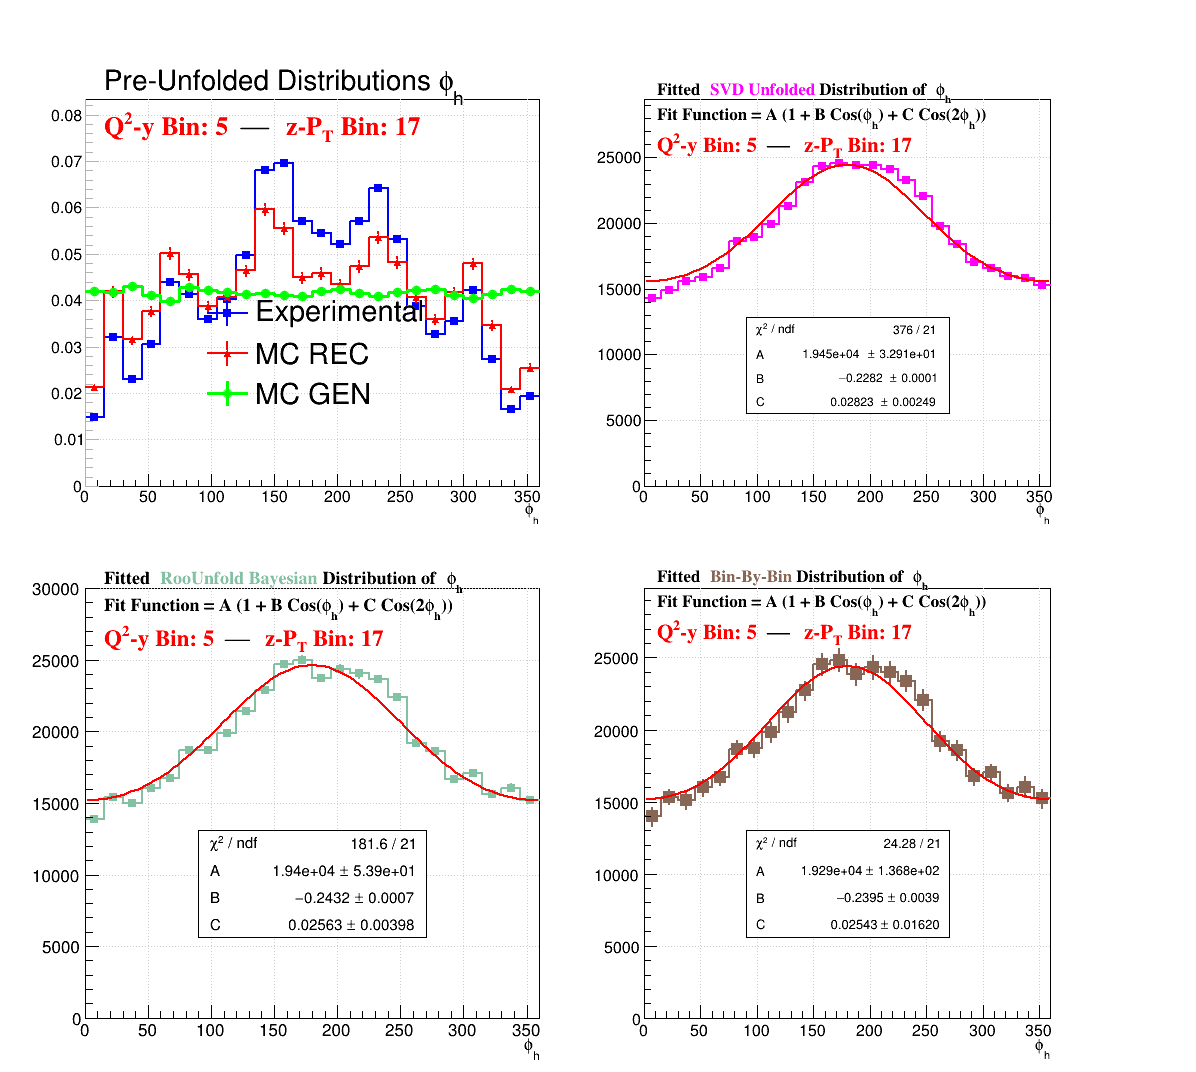 Pre-Unfolded Distributions ϕh
Q²-y Bin: 5 — z-PT Bin: 17
0.08
0.07
0.06
0.05
0.04
0.03
0.02
0.01
0
Experimental
MC REC
MC GEN
0 50 100 150 200 250 300 350
ϕh
Fitted SVD Unfolded Distribution of ϕh
Fit Function = A (1 + B Cos(ϕh) + C Cos(2ϕh))
Q²-y Bin: 5 — z-PT Bin: 17
25000
20000
15000
10000
5000
0
χ² / ndf 376 / 21
A 1.945e+04 ± 3.291e+01
B −0.2282 ± 0.0001
C 0.02823 ± 0.00249
0 50 100 150 200 250 300 350
ϕh
Fitted RooUnfold Bayesian Distribution of ϕh
Fit Function = A (1 + B Cos(ϕh) + C Cos(2ϕh))
Q²-y Bin: 5 — z-PT Bin: 17
30000
25000
20000
15000
10000
5000
0
χ² / ndf 181.6 / 21
A 1.94e+04 ± 5.39e+01
B −0.2432 ± 0.0007
C 0.02563 ± 0.00398
0 50 100 150 200 250 300 350
ϕh
Fitted Bin-By-Bin Distribution of ϕh
Fit Function = A (1 + B Cos(ϕh) + C Cos(2ϕh))
Q²-y Bin: 5 — z-PT Bin: 17
25000
20000
15000
10000
5000
0
χ² / ndf 24.28 / 21
A 1.929e+04 ± 1.368e+02
B −0.2395 ± 0.0039
C 0.02543 ± 0.01620
0 50 100 150 200 250 300 350
ϕh